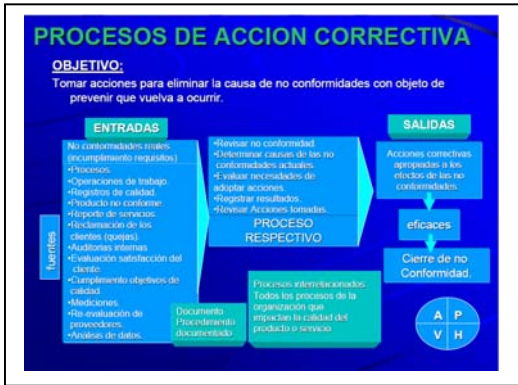 PROCESOS DE ACCION CORRECTIVA
OBJETIVO:
Tomar acciones para eliminar la causa de no conformidades con objeto de
prevenir que vuelva a ocurrir.
ENTRADAS
No conformidades reales
(incumplimiento requisitos)
•Procesos.
•Operaciones de trabajo.
•Registros de calidad.
•Producto no conforme.
•Reporte de servicios.
•Reclamación de los
clientes (quejas).
•Auditorias internas
•Evaluación satisfacción del
cliente.
•Cumplimiento objetivos de
calidad
•Mediciones.
•Re-evaluación de
proveedores.
•Análisis de datos.
fuentes
•Revisar no conformidad.
•Determinar causas de las no
conformidades actuales.
•Evaluar necesidades de
adoptar acciones.
•Registrar resultados.
•Revisar Acciones tomadas.
PROCESO
RESPECTIVO
SALIDAS
Acciones correctivas
apropiadas a los
efectos de las no
conformidades.
eficaces
Cierre de no
Conformidad.
Documento
Procedimiento
documentado
Procesos interrelacionados:
Todos los procesos de la
organización que
impactan la calidad del
producto o servicio
A P
V H